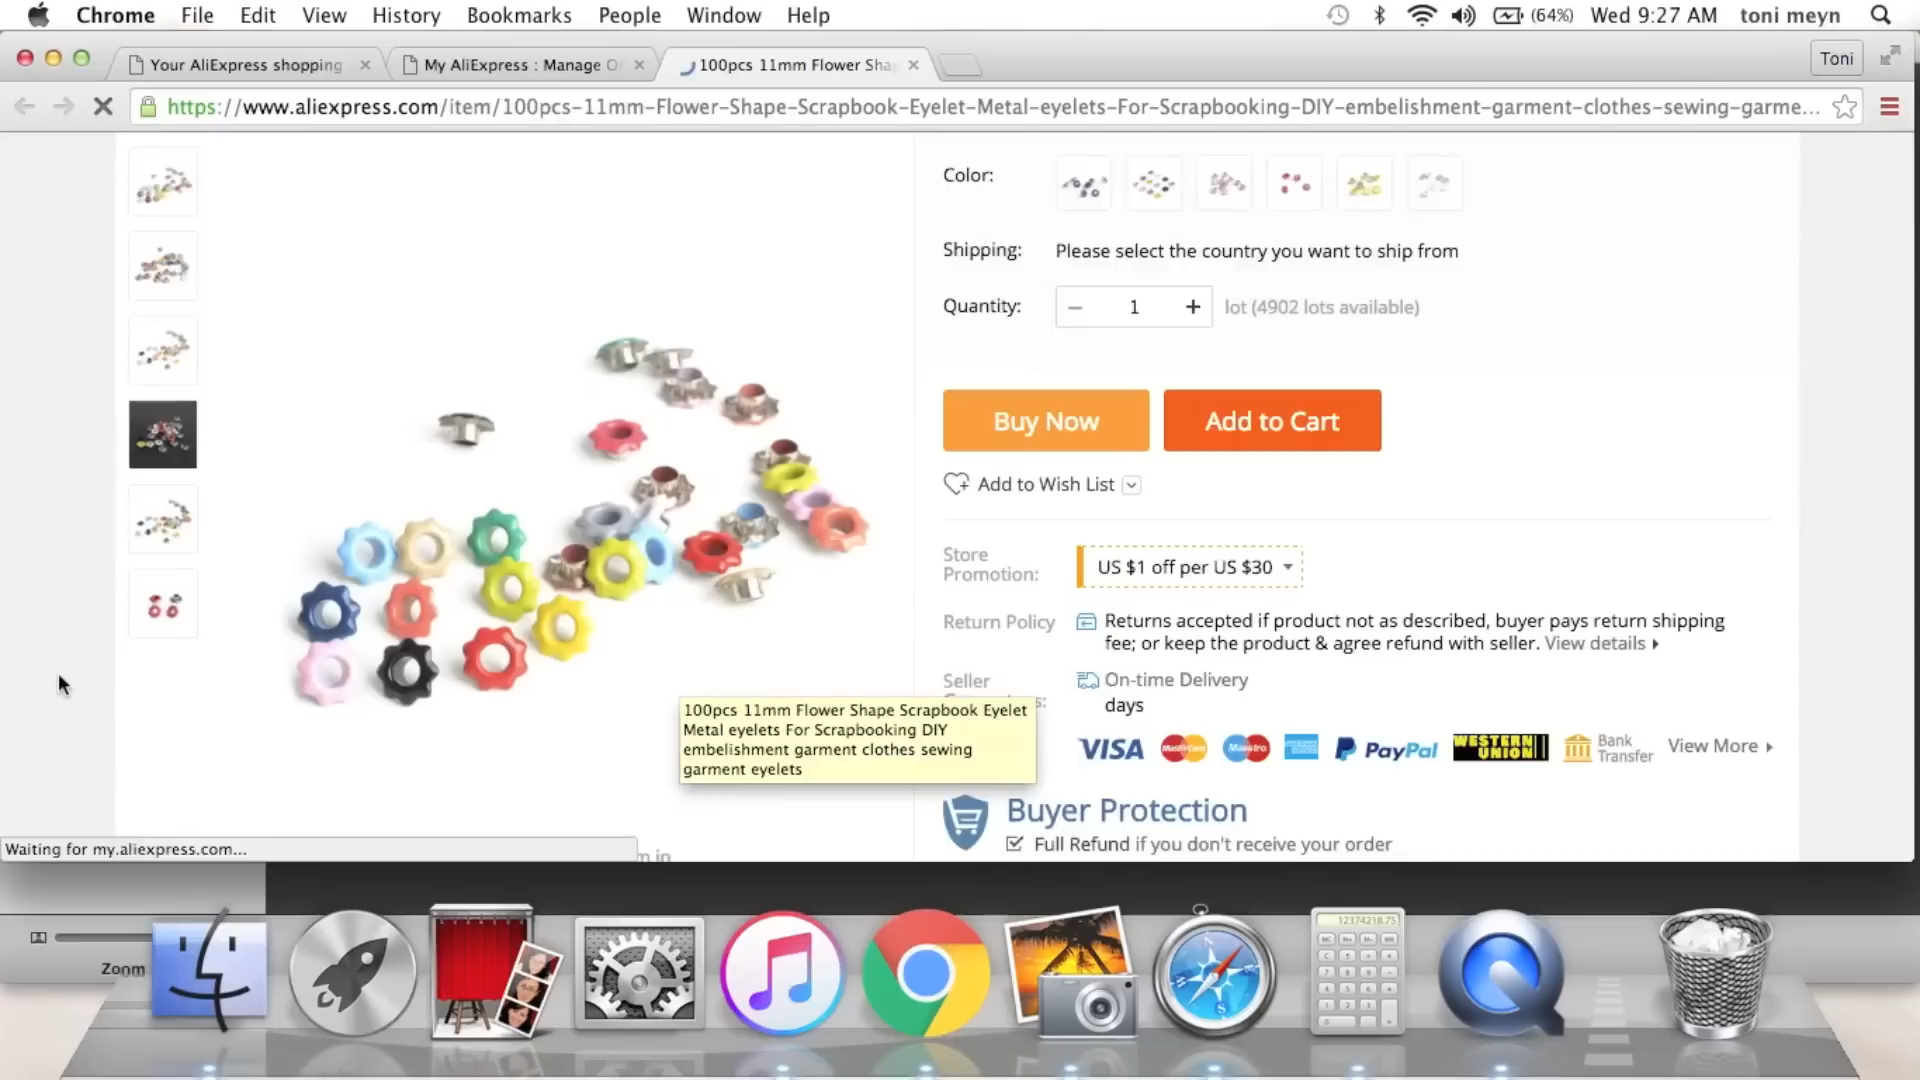 Chrome File Edit View History Bookmarks People Window Help (64%) Wed 9:27 AM toni meyn
Your AliExpress shopping My AliExpress : Manage O 100pcs 11mm Flower Sha Toni
https://www.aliexpress.com/item/100pcs-11mm-Flower-Shape-Scrapbook-Eyelet-Metal-eyelets-For-Scrapbooking-DIY-embelishment-garment-clothes-sewing-garme...
Color:
Shipping: Please select the country you want to ship from
Quantity: 1 lot (4902 lots available)
Buy Now Add to Cart
Add to Wish List
Store
Promotion:
US $1 off per US $30
Return Policy Returns accepted if product not as described, buyer pays return shipping
fee; or keep the product & agree refund with seller. View details
Seller On-time Delivery
days
100pcs 11mm Flower Shape Scrapbook Eyelet
Metal eyelets For Scrapbooking DIY
embelishment garment clothes sewing
garment eyelets
VISA MasterCard Maestro PayPal WESTERN UNION Bank Transfer View More
Buyer Protection
Full Refund if you don't receive your order
Waiting for my.aliexpress.com...
Zoom
12374218.75